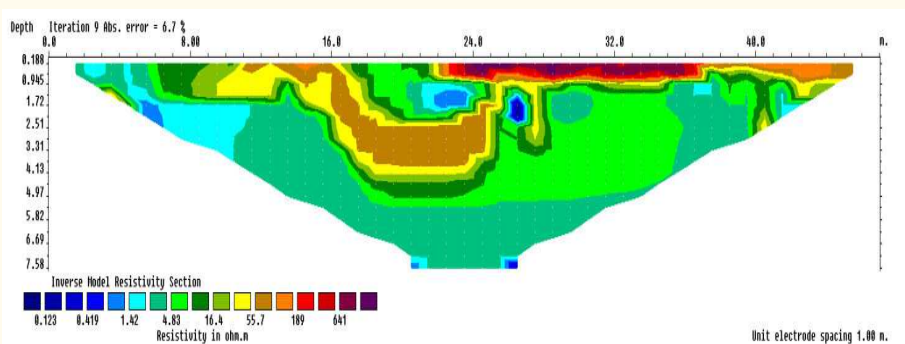 Depth Iteration 9 Abs. error = 6.7 %
0.0 8.00 16.0 24.0 32.0 40.0 m.
0.188
0.945
1.72
2.51
3.31
4.13
4.97
5.82
6.69
7.58
Inverse Model Resistivity Section
0.123 0.419 1.42 4.83 16.4 55.7 189 641
Resistivity in ohm.m
Unit electrode spacing 1.00 m.